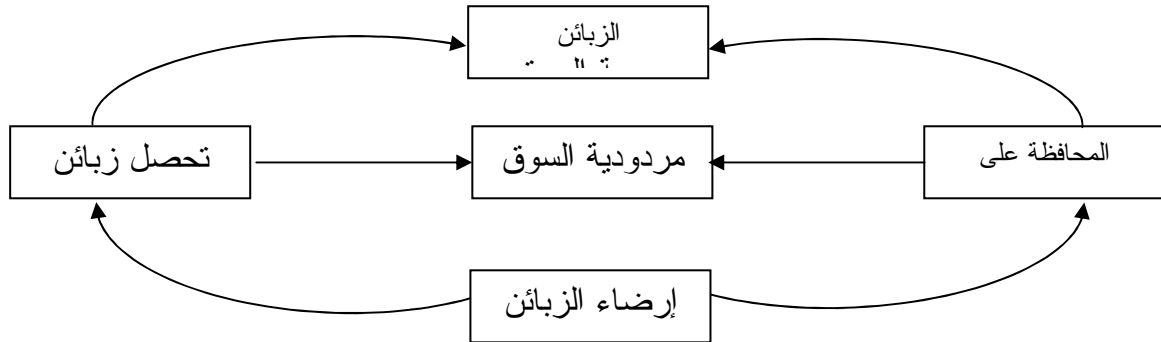 الزبائن
تحصل زبائن
مردودية السوق
المحافظة على
إرضاء الزبائن